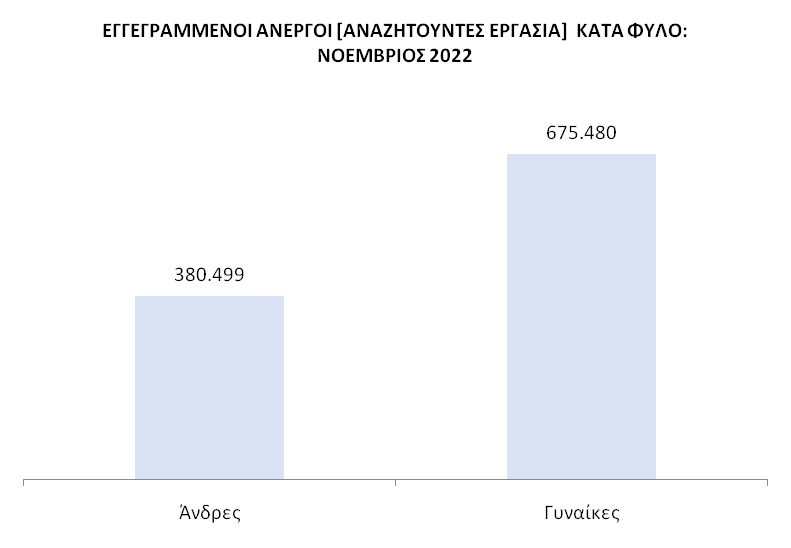 ΕΓΓΕΓΡΑΜΜΕΝΟΙ ΑΝΕΡΓΟΙ [ΑΝΑΖΗΤΟΥΝΤΕΣ ΕΡΓΑΣΙΑ] ΚΑΤΑ ΦΥΛΟ:
ΝΟΕΜΒΡΙΟΣ 2022
675.480
380.499
Άνδρες
Γυναίκες